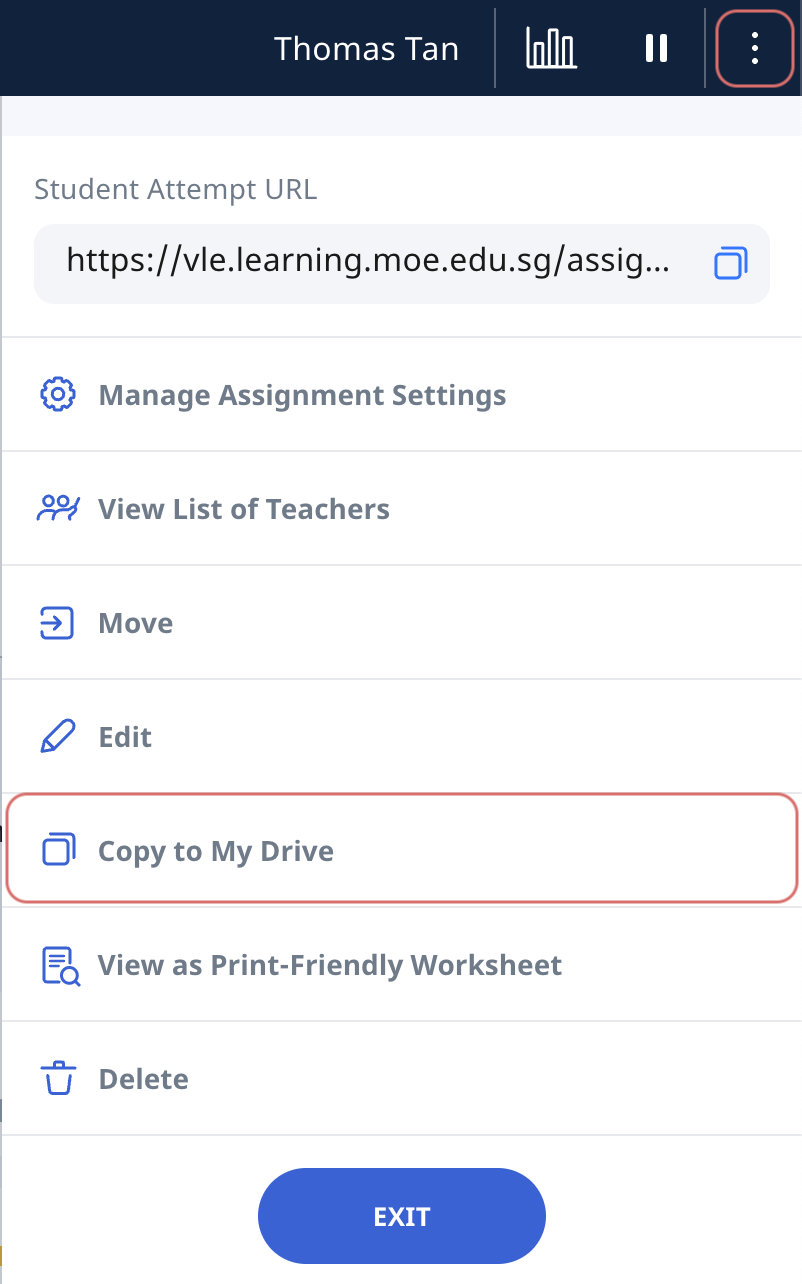 Thomas Tan
Student Attempt URL
https://vle.learning.moe.edu.sg/assig...
Manage Assignment Settings
View List of Teachers
Move
Edit
Copy to My Drive
View as Print-Friendly Worksheet
Delete
EXIT